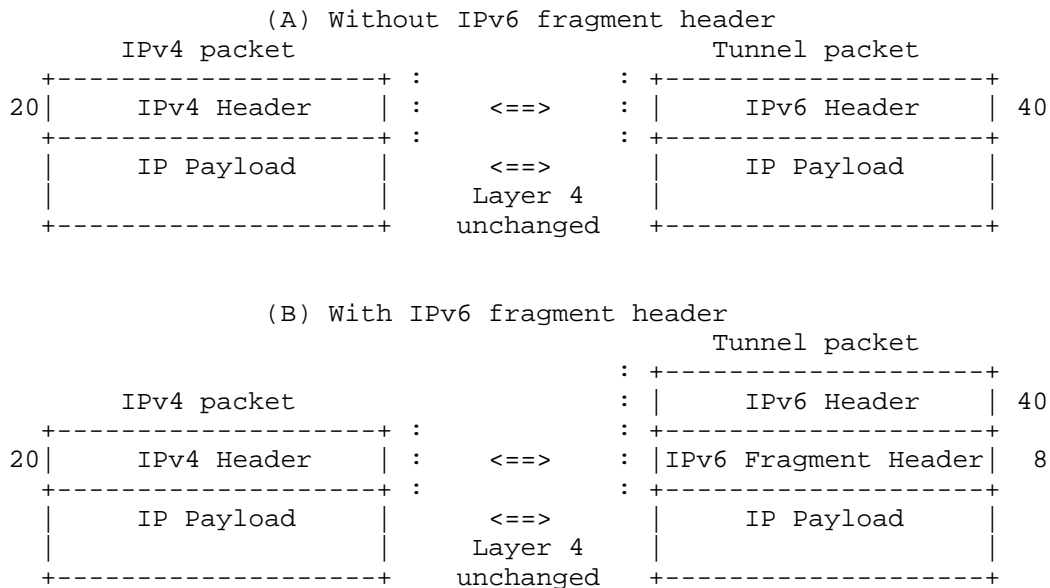 (A) Without IPv6 fragment header
IPv4 packet Tunnel packet
+--------------------+ : : +--------------------+
20| IPv4 Header | : <==> : | IPv6 Header | 40
+--------------------+ : : +--------------------+
| IP Payload | <==> | IP Payload |
| | Layer 4 | |
+--------------------+ unchanged +--------------------+
(B) With IPv6 fragment header
Tunnel packet
: +--------------------+
IPv4 packet : | IPv6 Header | 40
+--------------------+ : : +--------------------+
20| IPv4 Header | : <==> : |IPv6 Fragment Header| 8
+--------------------+ : : +--------------------+
| IP Payload | <==> | IP Payload |
| | Layer 4 | |
+--------------------+ unchanged +--------------------+